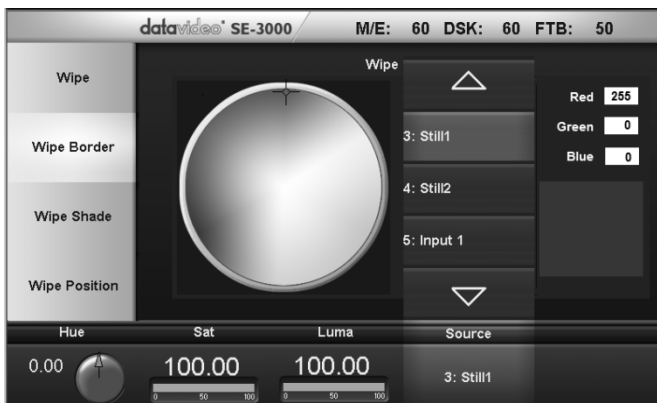 datavideo SE-3000 M/E: 60 DSK: 60 FTB: 50
Wipe
Wipe Border
Wipe Shade
Wipe Position
Wipe
3: Still1
4: Still2
5: Input 1
Red 255
Green 0
Blue 0
Hue Sat Luma Source
0.00 100.00 100.00 3: Still1
0 50 100 0 50 100